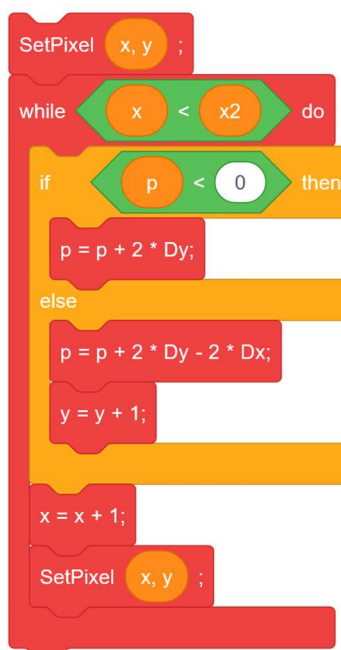 SetPixel x, y ;
while x < x2 do
if p < 0 then
p = p + 2 * Dy;
else
p = p + 2 * Dy - 2 * Dx;
y = y + 1;
x = x + 1;
SetPixel x, y ;